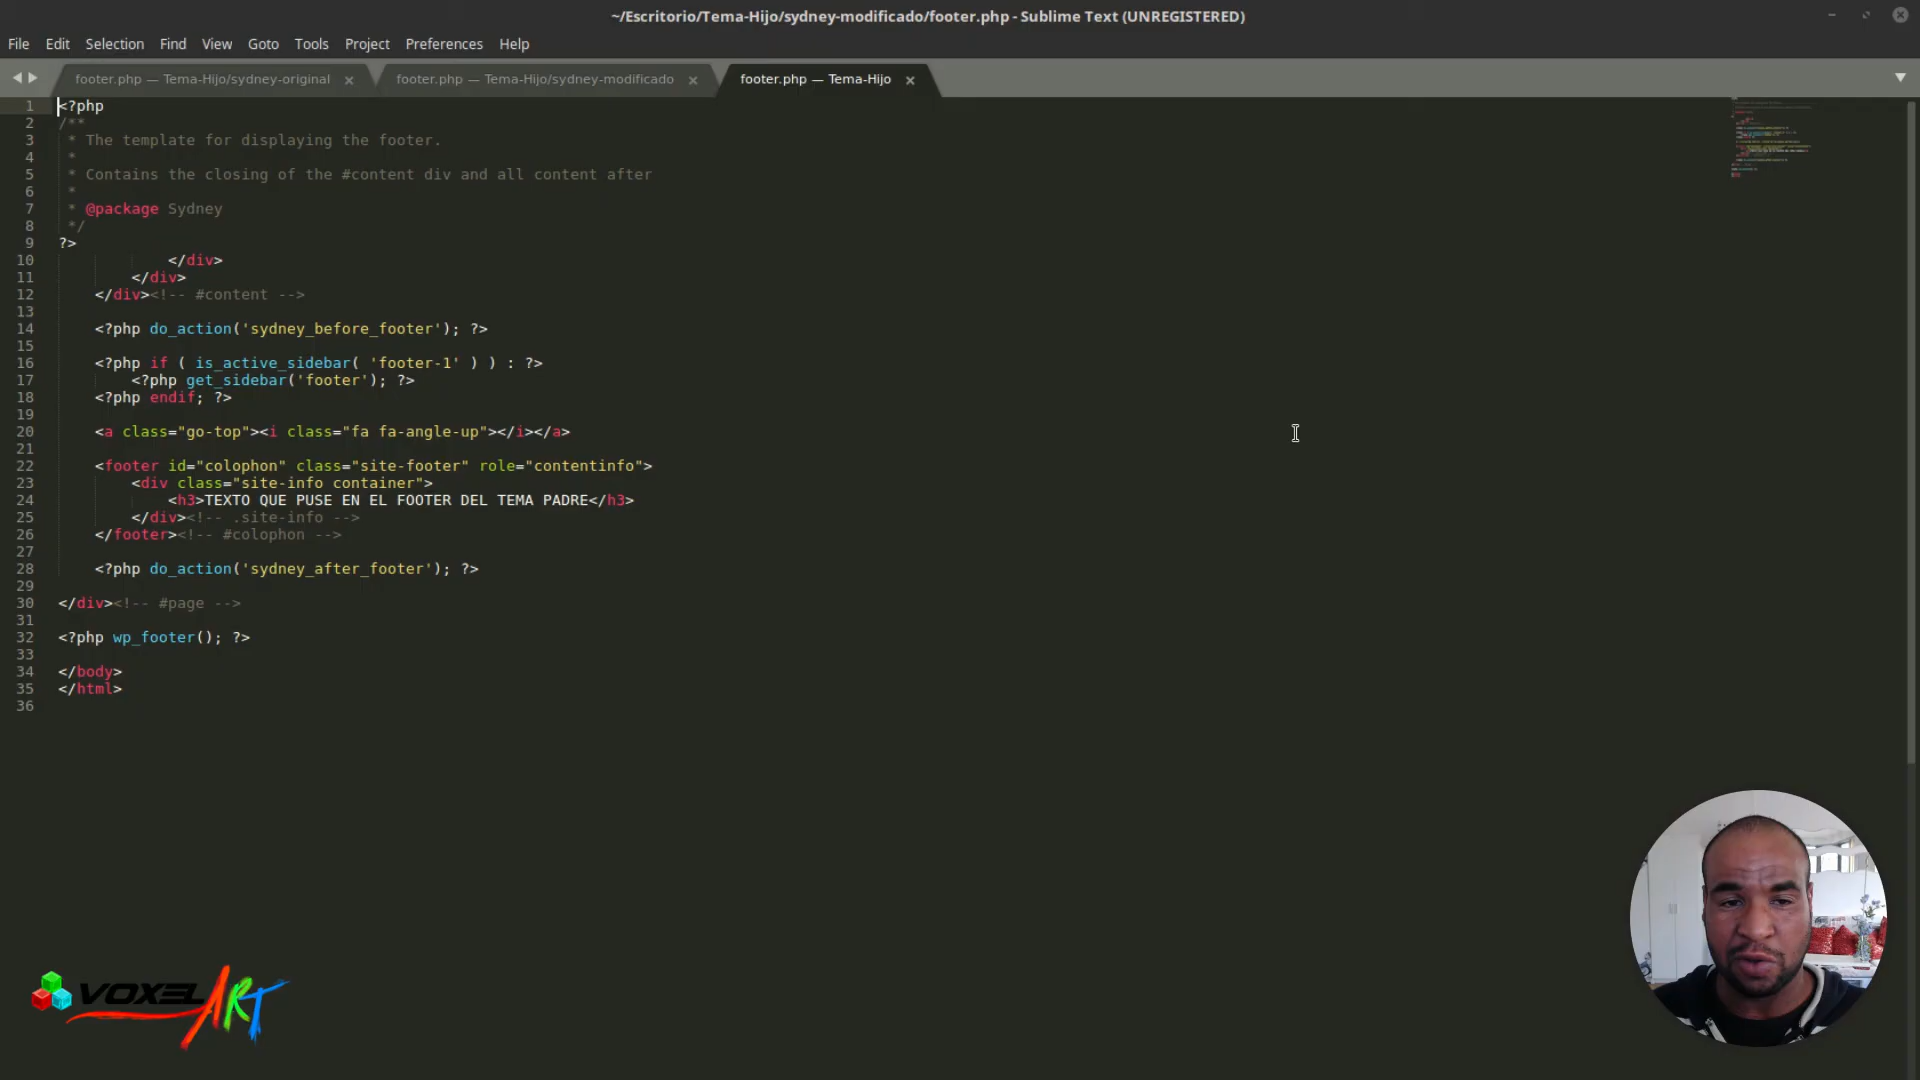 ~/Escritorio/Tema-Hijo/sydney-modificado/footer.php - Sublime Text (UNREGISTERED)
File Edit Selection Find View Goto Tools Project Preferences Help
footer.php — Tema-Hijo/sydney-original footer.php — Tema-Hijo/sydney-modificado footer.php — Tema-Hijo
1 <?php
2 /**
3 * The template for displaying the footer.
4 *
5 * Contains the closing of the #content div and all content after
6 *
7 * @package Sydney
8 */
9 ?>
10 </div>
11 </div>
12 </div><!-- #content -->
13
14 <?php do_action('sydney_before_footer'); ?>
15
16 <?php if ( is_active_sidebar( 'footer-1' ) ) : ?>
17 <?php get_sidebar('footer'); ?>
18 <?php endif; ?>
19
20 <a class="go-top"><i class="fa fa-angle-up"></i></a>
21
22 <footer id="colophon" class="site-footer" role="contentinfo">
23 <div class="site-info container">
24 <h3>TEXTO QUE PUSE EN EL FOOTER DEL TEMA PADRE</h3>
25 </div><!-- .site-info -->
26 </footer><!-- #colophon -->
27
28 <?php do_action('sydney_after_footer'); ?>
29
30 </div><!-- #page -->
31
32 <?php wp_footer(); ?>
33
34 </body>
35 </html>
36
VOXEL ART